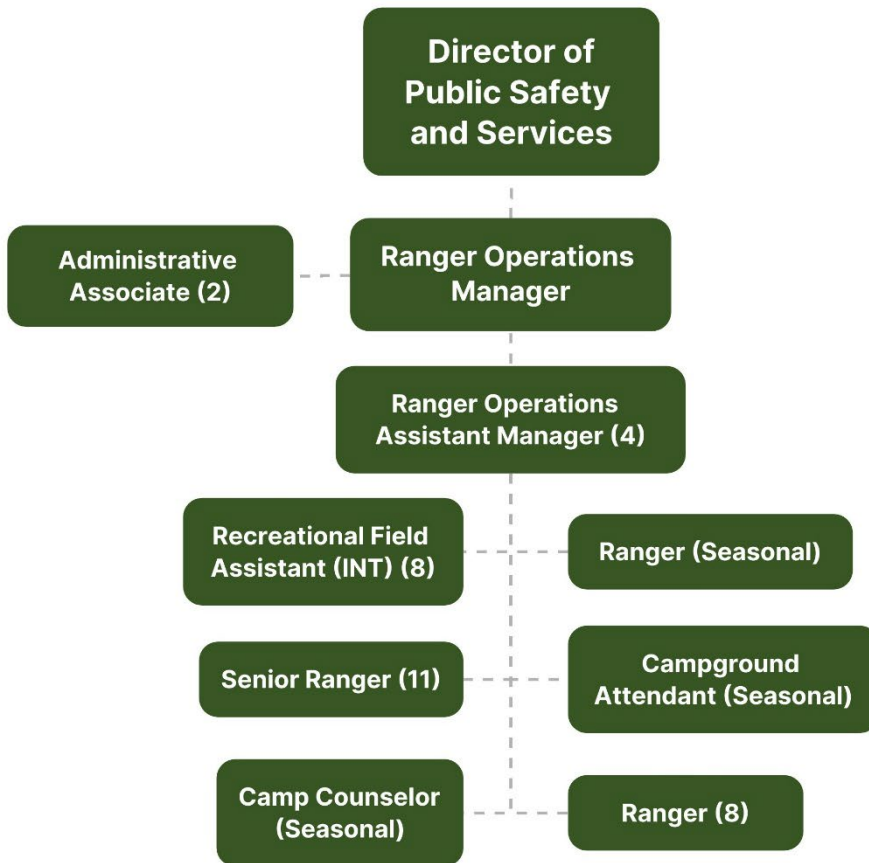 Director of
Public Safety
and Services
Administrative
Associate (2)
Ranger Operations
Manager
Ranger Operations
Assistant Manager (4)
Recreational Field
Assistant (INT) (8)
Ranger (Seasonal)
Senior Ranger (11)
Campground
Attendant (Seasonal)
Camp Counselor
(Seasonal)
Ranger (8)